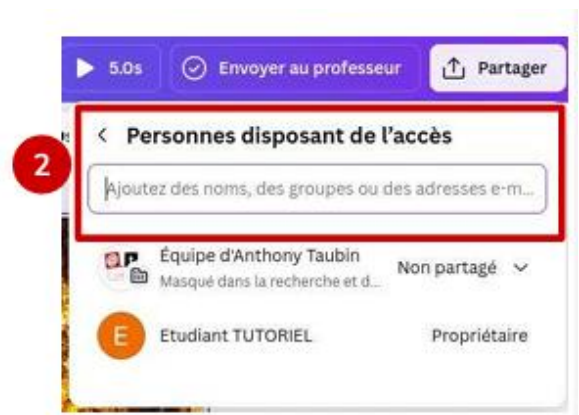 5.0s Envoyer au professeur Partager
Personnes disposant de l'accès
2
Ajoutez des noms, des groupes ou des adresses e-m...
Équipe d'Anthony Taubin Non partagé
Masqué dans la recherche et d...
E Etudiant TUTORIEL Propriétaire